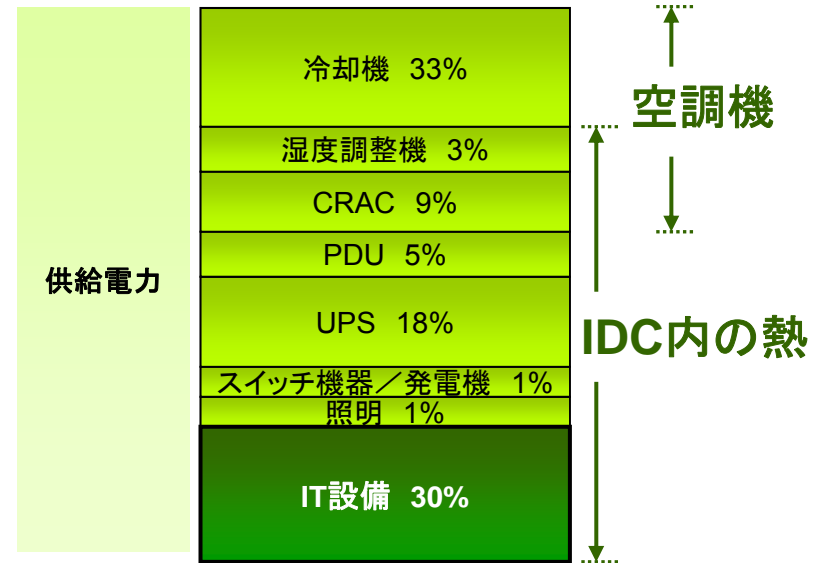 供給電力
冷却機 33%
湿度調整機 3%
CRAC 9%
PDU 5%
UPS 18%
スイッチ機器／発電機 1%
照明 1%
IT設備 30%
空調機
IDC内の熱